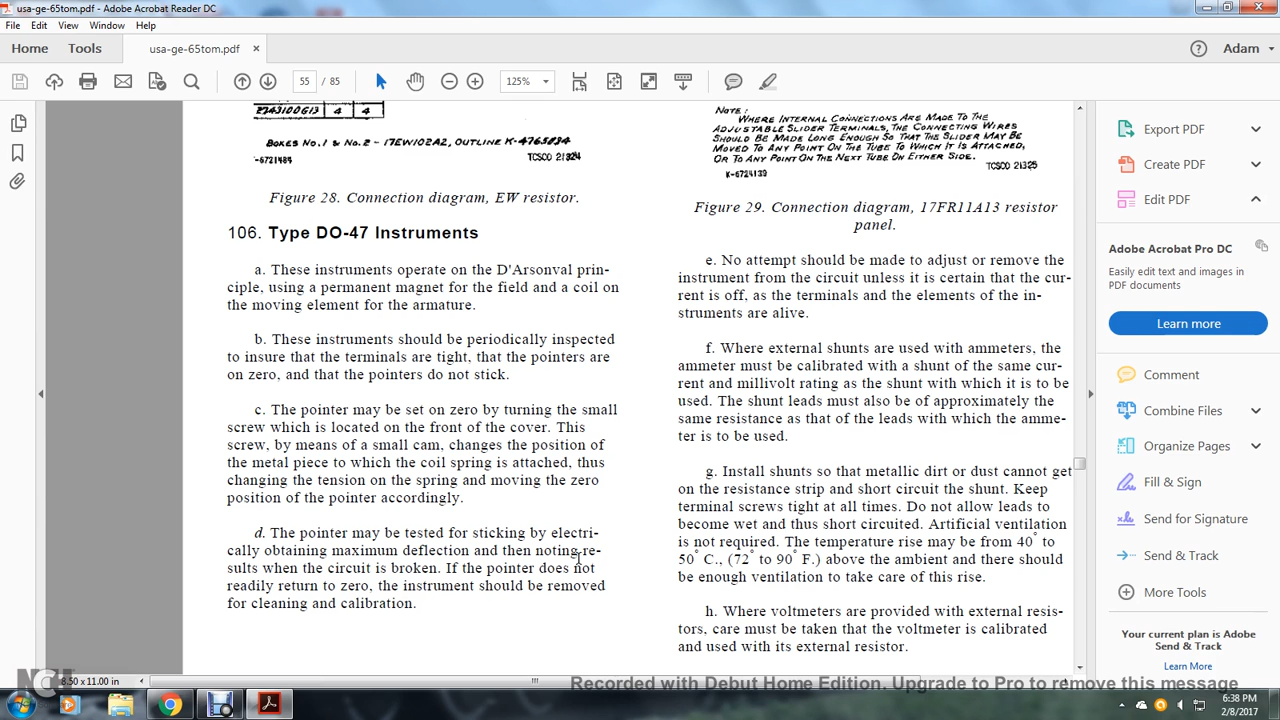 usa-ge-65tom.pdf - Adobe Acrobat Reader DC
File Edit View Window Help
Home Tools usa-ge-65tom.pdf × Adam
55 / 85 125%
2743100G13 4 4
BOXES No.1 & No.2 - 17EW102A2, OUTLINE K-4765834
-6721484 TCSCO 21324
Figure 28. Connection diagram, EW resistor.
106. Type DO-47 Instruments
a. These instruments operate on the D'Arsonval prin-
ciple, using a permanent magnet for the field and a coil on
the moving element for the armature.
b. These instruments should be periodically inspected
to insure that the terminals are tight, that the pointers are
on zero, and that the pointers do not stick.
c. The pointer may be set on zero by turning the small
screw which is located on the front of the cover. This
screw, by means of a small cam, changes the position of
the metal piece to which the coil spring is attached, thus
changing the tension on the spring and moving the zero
position of the pointer accordingly.
d. The pointer may be tested for sticking by electri-
cally obtaining maximum deflection and then noting re-
sults when the circuit is broken. If the pointer does not
readily return to zero, the instrument should be removed
for cleaning and calibration.
NOTE:
WHERE INTERNAL CONNECTIONS ARE MADE TO THE
ADJUSTABLE SLIDER TERMINALS, THE CONNECTING WIRES
SHOULD BE MADE LONG ENOUGH SO THAT THE SLIDER MAY BE
MOVED TO ANY POINT ON THE TUBE TO WHICH IT IS ATTACHED,
OR TO ANY POINT ON THE NEXT TUBE ON EITHER SIDE.
K-6724139 TCSCO 21325
Figure 29. Connection diagram, 17FR11A13 resistor
panel.
e. No attempt should be made to adjust or remove the
instrument from the circuit unless it is certain that the cur-
rent is off, as the terminals and the elements of the in-
struments are alive.
f. Where external shunts are used with ammeters, the
ammeter must be calibrated with a shunt of the same cur-
rent and millivolt rating as the shunt with which it is to be
used. The shunt leads must also be of approximately the
same resistance as that of the leads with which the amme-
ter is to be used.
g. Install shunts so that metallic dirt or dust cannot get
on the resistance strip and short circuit the shunt. Keep
terminal screws tight at all times. Do not allow leads to
become wet and thus short circuited. Artificial ventilation
is not required. The temperature rise may be from 40° to
50° C., (72° to 90° F.) above the ambient and there should
be enough ventilation to take care of this rise.
h. Where voltmeters are provided with external resis-
tors, care must be taken that the voltmeter is calibrated
and used with its external resistor.
Export PDF
Create PDF
Edit PDF
Adobe Acrobat Pro DC
Easily edit text and images in
PDF documents
Learn more
Comment
Combine Files
Organize Pages
Fill & Sign
Send for Signature
Send & Track
More Tools
Your current plan is Adobe
Send & Track
Learn More
NCH
8.50 x 11.00 in
Recorded with Debut Home Edition. Upgrade to Pro to remove this message
6:38 PM
2/8/2017